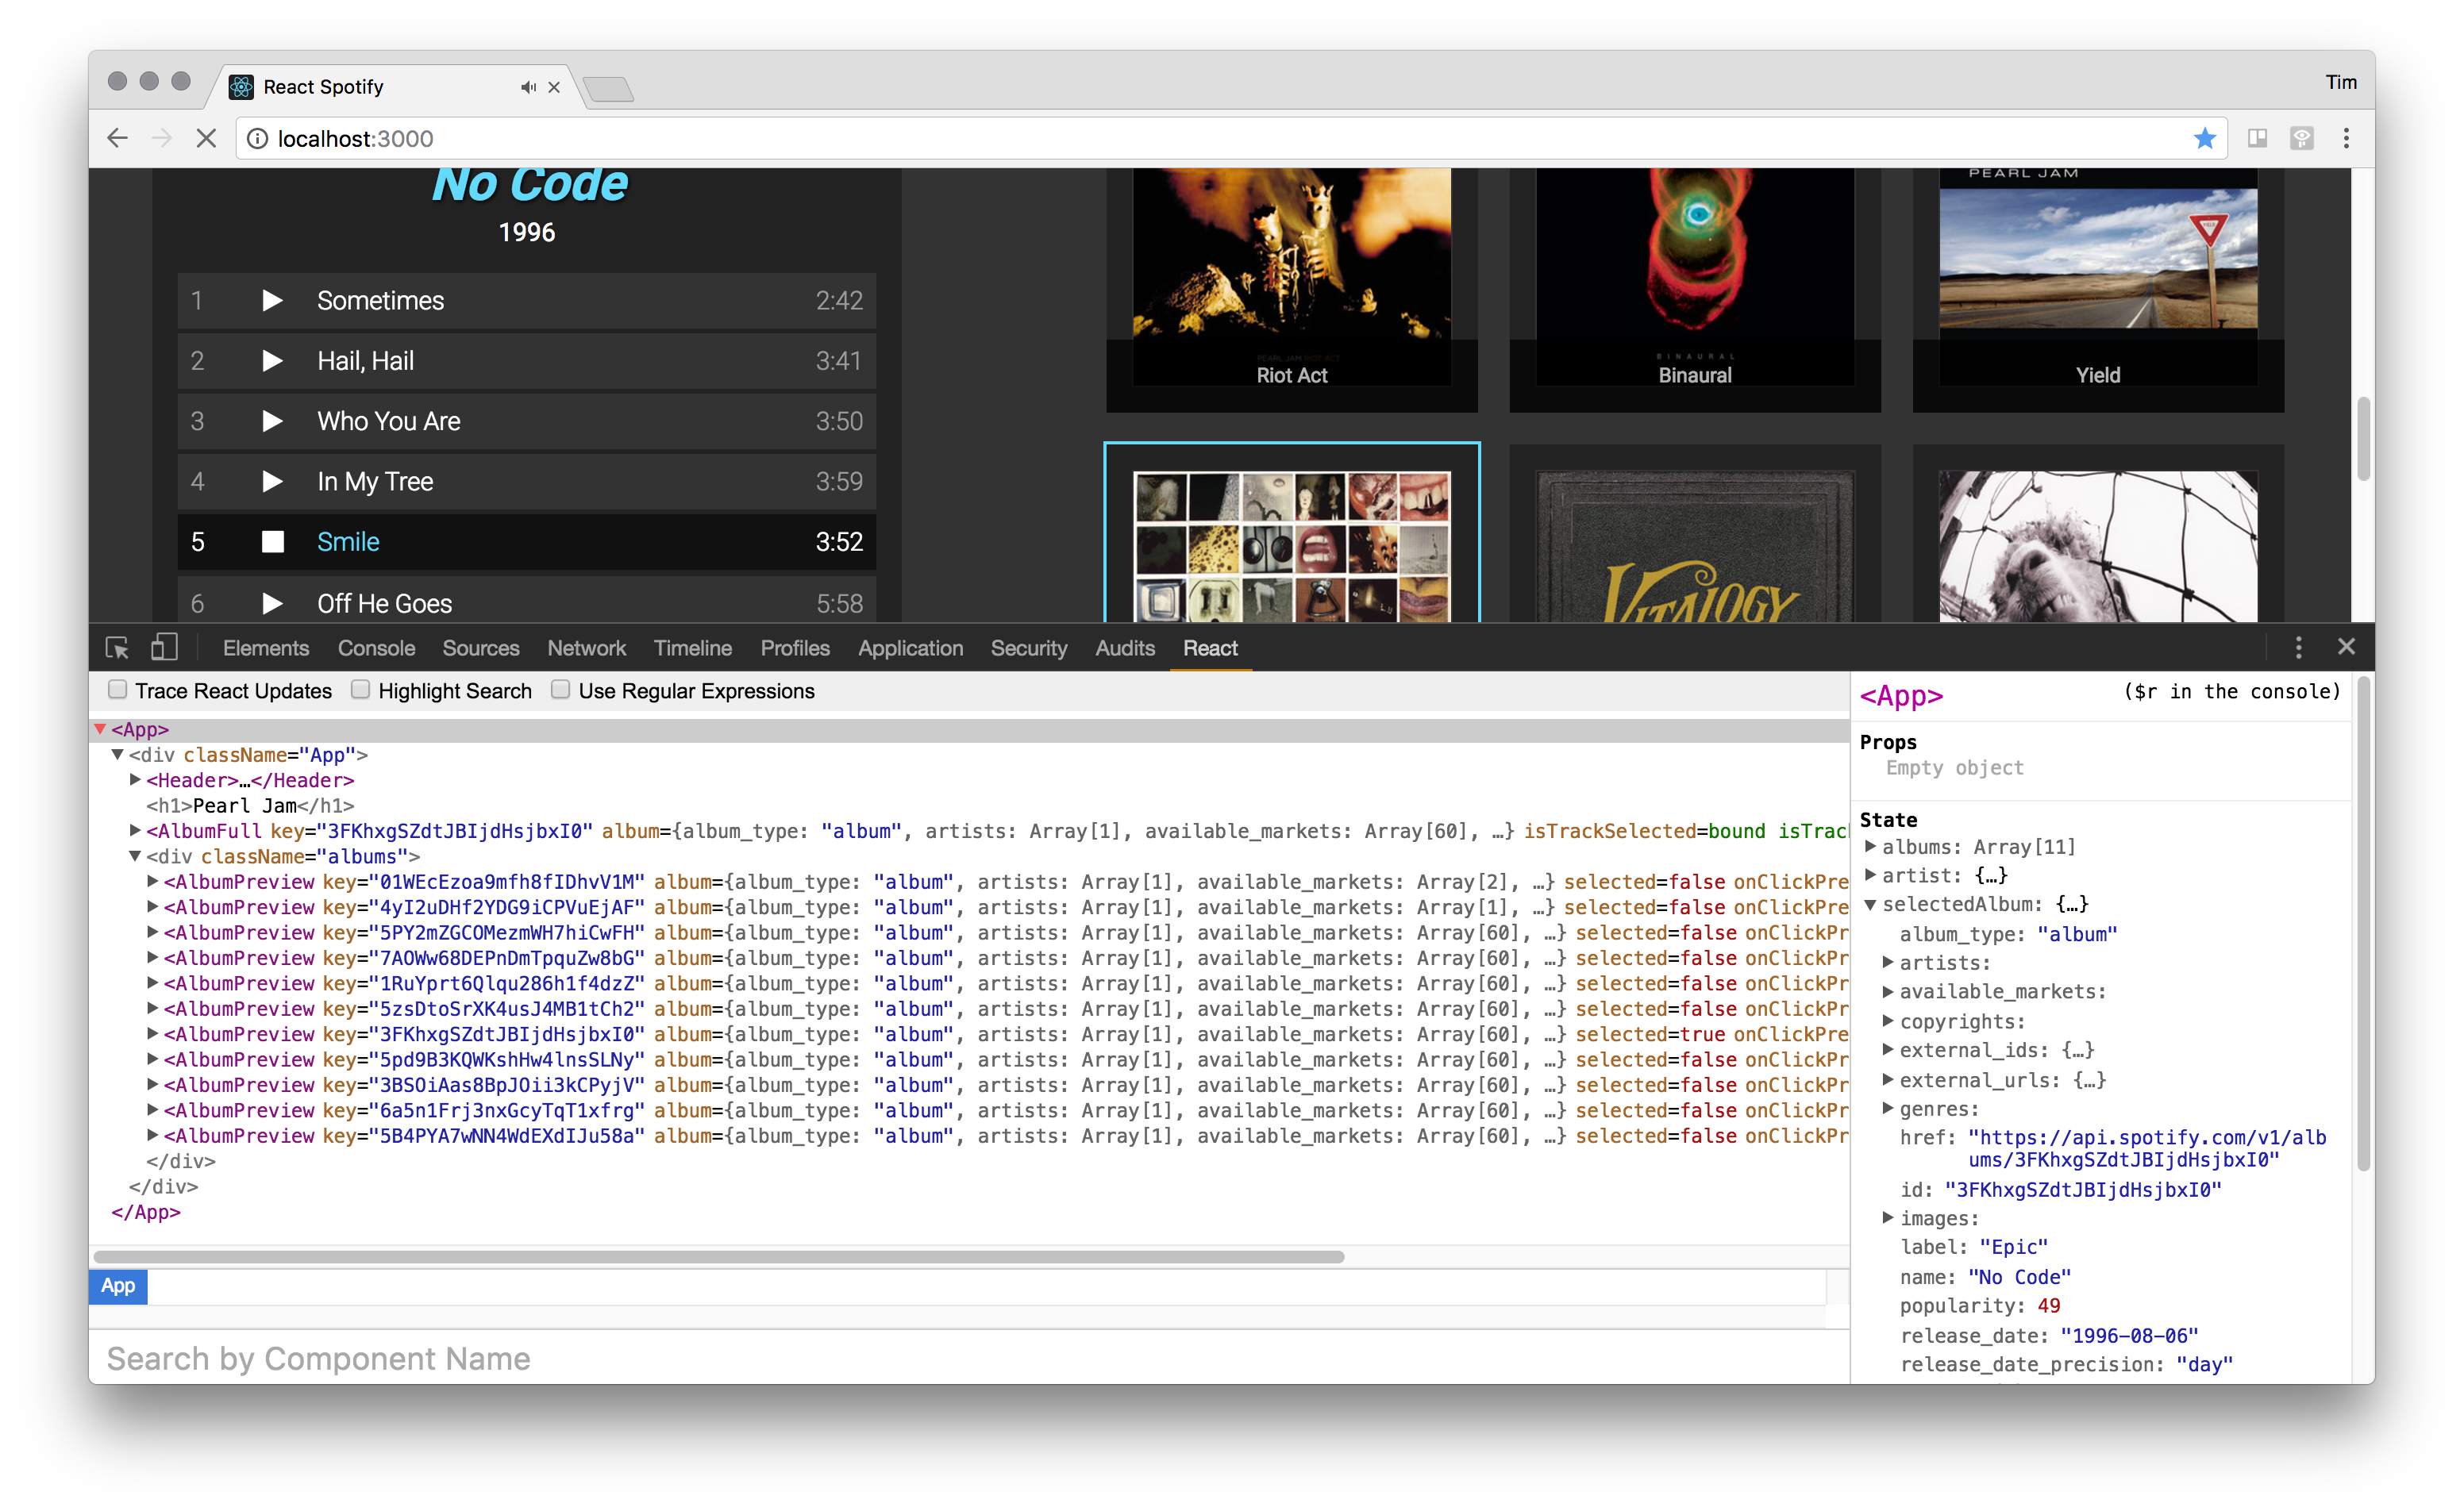 React Spotify
Tim
localhost:3000
No Code
1996
1 Sometimes 2:42
2 Hail, Hail 3:41
3 Who You Are 3:50
4 In My Tree 3:59
5 Smile 3:52
6 Off He Goes 5:58
PEARL JAM RIOT ACT
Riot Act
BINAURAL
Binaural
PEARL JAM
YIELD
Yield
VITALOGY
Elements Console Sources Network Timeline Profiles Application Security Audits React
Trace React Updates Highlight Search Use Regular Expressions
<App>
<div className="App">
<Header>…</Header>
<h1>Pearl Jam</h1>
<AlbumFull key="3FKhxgSZdtJBIjdHsjbxI0" album={album_type: "album", artists: Array[1], available_markets: Array[60], …} isTrackSelected=bound isTrac
<div className="albums">
<AlbumPreview key="01WEcEzoa9mfh8fIDhvV1M" album={album_type: "album", artists: Array[1], available_markets: Array[2], …} selected=false onClickPre
<AlbumPreview key="4yI2uDHf2YDG9iCPVuEjAF" album={album_type: "album", artists: Array[1], available_markets: Array[1], …} selected=false onClickPre
<AlbumPreview key="5PY2mZGCOMezmWH7hiCwFH" album={album_type: "album", artists: Array[1], available_markets: Array[60], …} selected=false onClickPr
<AlbumPreview key="7AOWw68DEPnDmTpquZw8bG" album={album_type: "album", artists: Array[1], available_markets: Array[60], …} selected=false onClickPr
<AlbumPreview key="1RuYprt6Qlqu286h1f4dzZ" album={album_type: "album", artists: Array[1], available_markets: Array[60], …} selected=false onClickPr
<AlbumPreview key="5zsDtoSrXK4usJ4MB1tCh2" album={album_type: "album", artists: Array[1], available_markets: Array[60], …} selected=false onClickPr
<AlbumPreview key="3FKhxgSZdtJBIjdHsjbxI0" album={album_type: "album", artists: Array[1], available_markets: Array[60], …} selected=true onClickPre
<AlbumPreview key="5pd9B3KQWKshHw4lnsSLNy" album={album_type: "album", artists: Array[1], available_markets: Array[60], …} selected=false onClickPr
<AlbumPreview key="3BSOiAas8BpJOii3kCPyjV" album={album_type: "album", artists: Array[1], available_markets: Array[60], …} selected=false onClickPr
<AlbumPreview key="6a5n1Frj3nxGcyTqT1xfrg" album={album_type: "album", artists: Array[1], available_markets: Array[60], …} selected=false onClickPr
<AlbumPreview key="5B4PYA7wNN4WdEXdIJu58a" album={album_type: "album", artists: Array[1], available_markets: Array[60], …} selected=false onClickPr
</div>
</div>
</App>
App
Search by Component Name
<App> ($r in the console)
Props
Empty object
State
albums: Array[11]
artist: {…}
selectedAlbum: {…}
album_type: "album"
artists:
available_markets:
copyrights:
external_ids: {…}
external_urls: {…}
genres:
href: "https://api.spotify.com/v1/alb
ums/3FKhxgSZdtJBIjdHsjbxI0"
id: "3FKhxgSZdtJBIjdHsjbxI0"
images:
label: "Epic"
name: "No Code"
popularity: 49
release_date: "1996-08-06"
release_date_precision: "day"